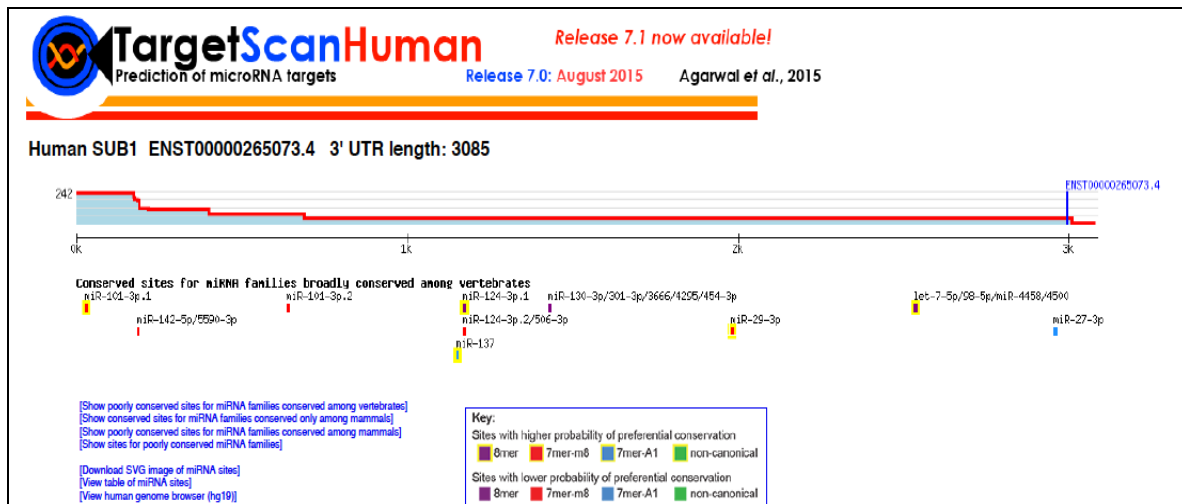 TargetScanHuman
Prediction of microRNA targets
Release 7.1 now available!
Release 7.0: August 2015 Agarwal et al., 2015
Human SUB1 ENST00000265073.4 3' UTR length: 3085
ENST00000265073.4
242
0k 1k 2k 3k
Conserved sites for miRNA families broadly conserved among vertebrates
miR-101-3p.1 miR-101-3p.2 miR-124-3p.1 miR-130-3p/301-3p/3666/4295/454-3p let-7-5p/98-5p/miR-4458/4500
miR-142-5p/5590-3p miR-124-3p.2/506-3p miR-29-3p miR-27-3p
miR-137
[Show poorly conserved sites for miRNA families conserved among vertebrates]
[Show conserved sites for miRNA families conserved only among mammals]
[Show poorly conserved sites for miRNA families conserved among mammals]
[Show sites for poorly conserved miRNA families]
[Download SVG image of miRNA sites]
[View table of miRNA sites]
[View human genome browser (hg19)]
Key:
Sites with higher probability of preferential conservation
8mer 7mer-m8 7mer-A1 non-canonical
Sites with lower probability of preferential conservation
8mer 7mer-m8 7mer-A1 non-canonical